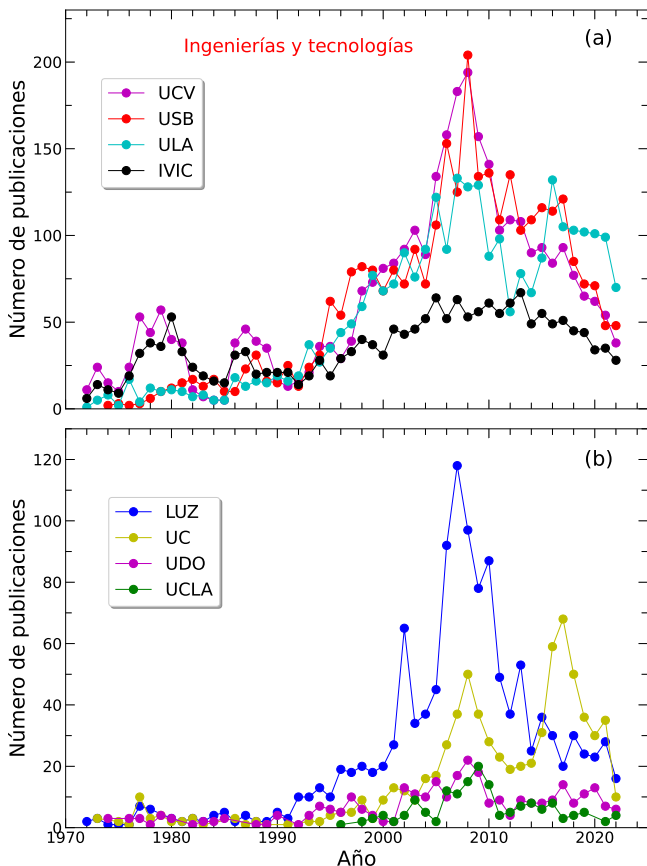 Ingenierías y tecnologías
(a)
UCV
USB
ULA
IVIC
Número de publicaciones
200
150
100
50
0
(b)
LUZ
UC
UDO
UCLA
Número de publicaciones
120
100
80
60
40
20
0
1970 1980 1990 2000 2010 2020
Año